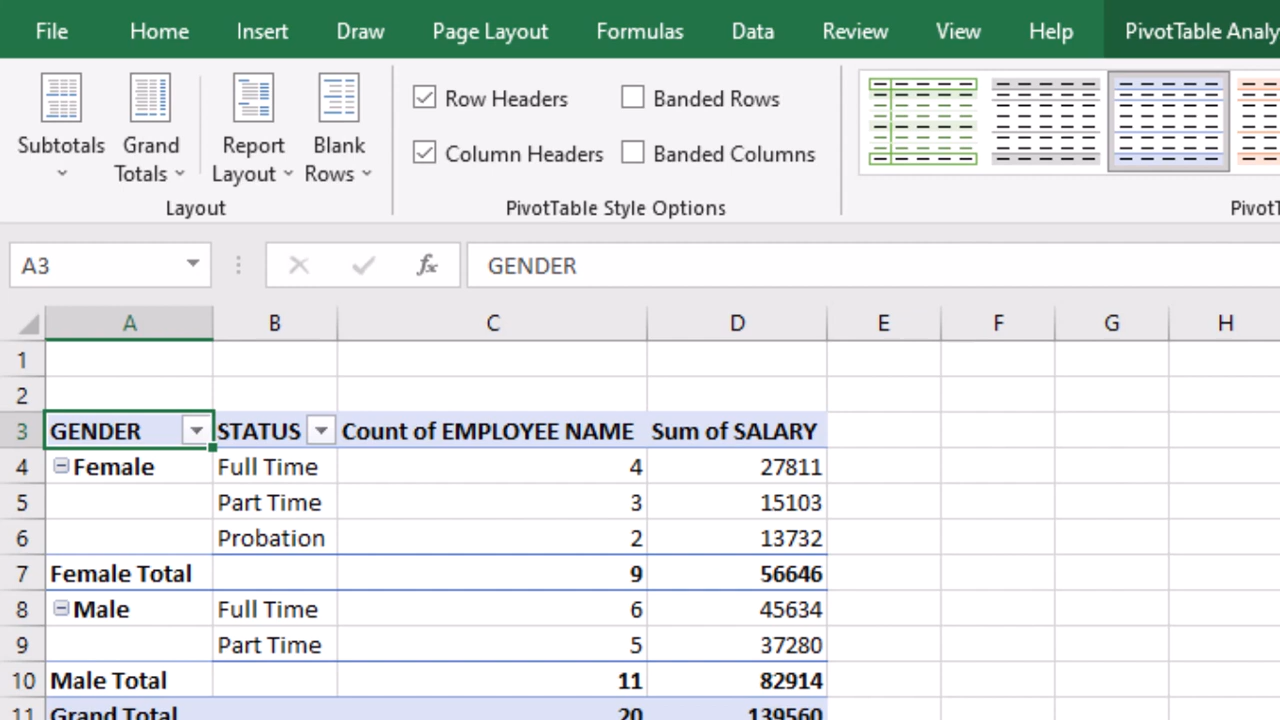 File Home Insert Draw Page Layout Formulas Data Review View Help PivotTable Analy
Subtotals Grand Totals Report Layout Blank Rows
Row Headers Banded Rows
Column Headers Banded Columns
Layout PivotTable Style Options PivotT
A3 fx GENDER
A B C D E F G H
1
2
3 GENDER STATUS Count of EMPLOYEE NAME Sum of SALARY
4 Female Full Time 4 27811
5 Part Time 3 15103
6 Probation 2 13732
7 Female Total 9 56646
8 Male Full Time 6 45634
9 Part Time 5 37280
10 Male Total 11 82914
11 Grand Total 20 139560